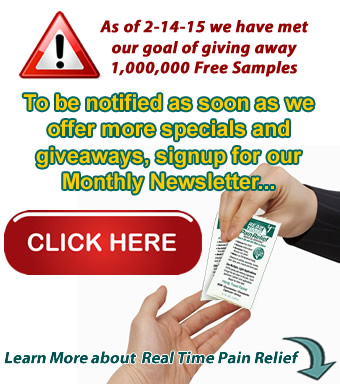 As of 2-14-15 we have met
our goal of giving away
1,000,000 Free Samples
To be notified as soon as we
offer more specials and
giveaways, signup for our
Monthly Newsletter...
CLICK HERE
Pain Relief
Learn More about Real Time Pain Relief